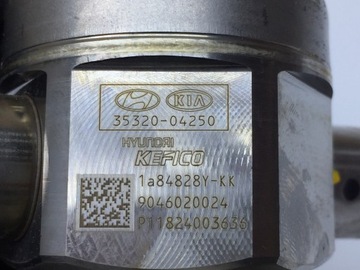 KIA
35320-04250
HYUNDAI
KEFICO
1a84828Y-KK
9046020024
P11824003636